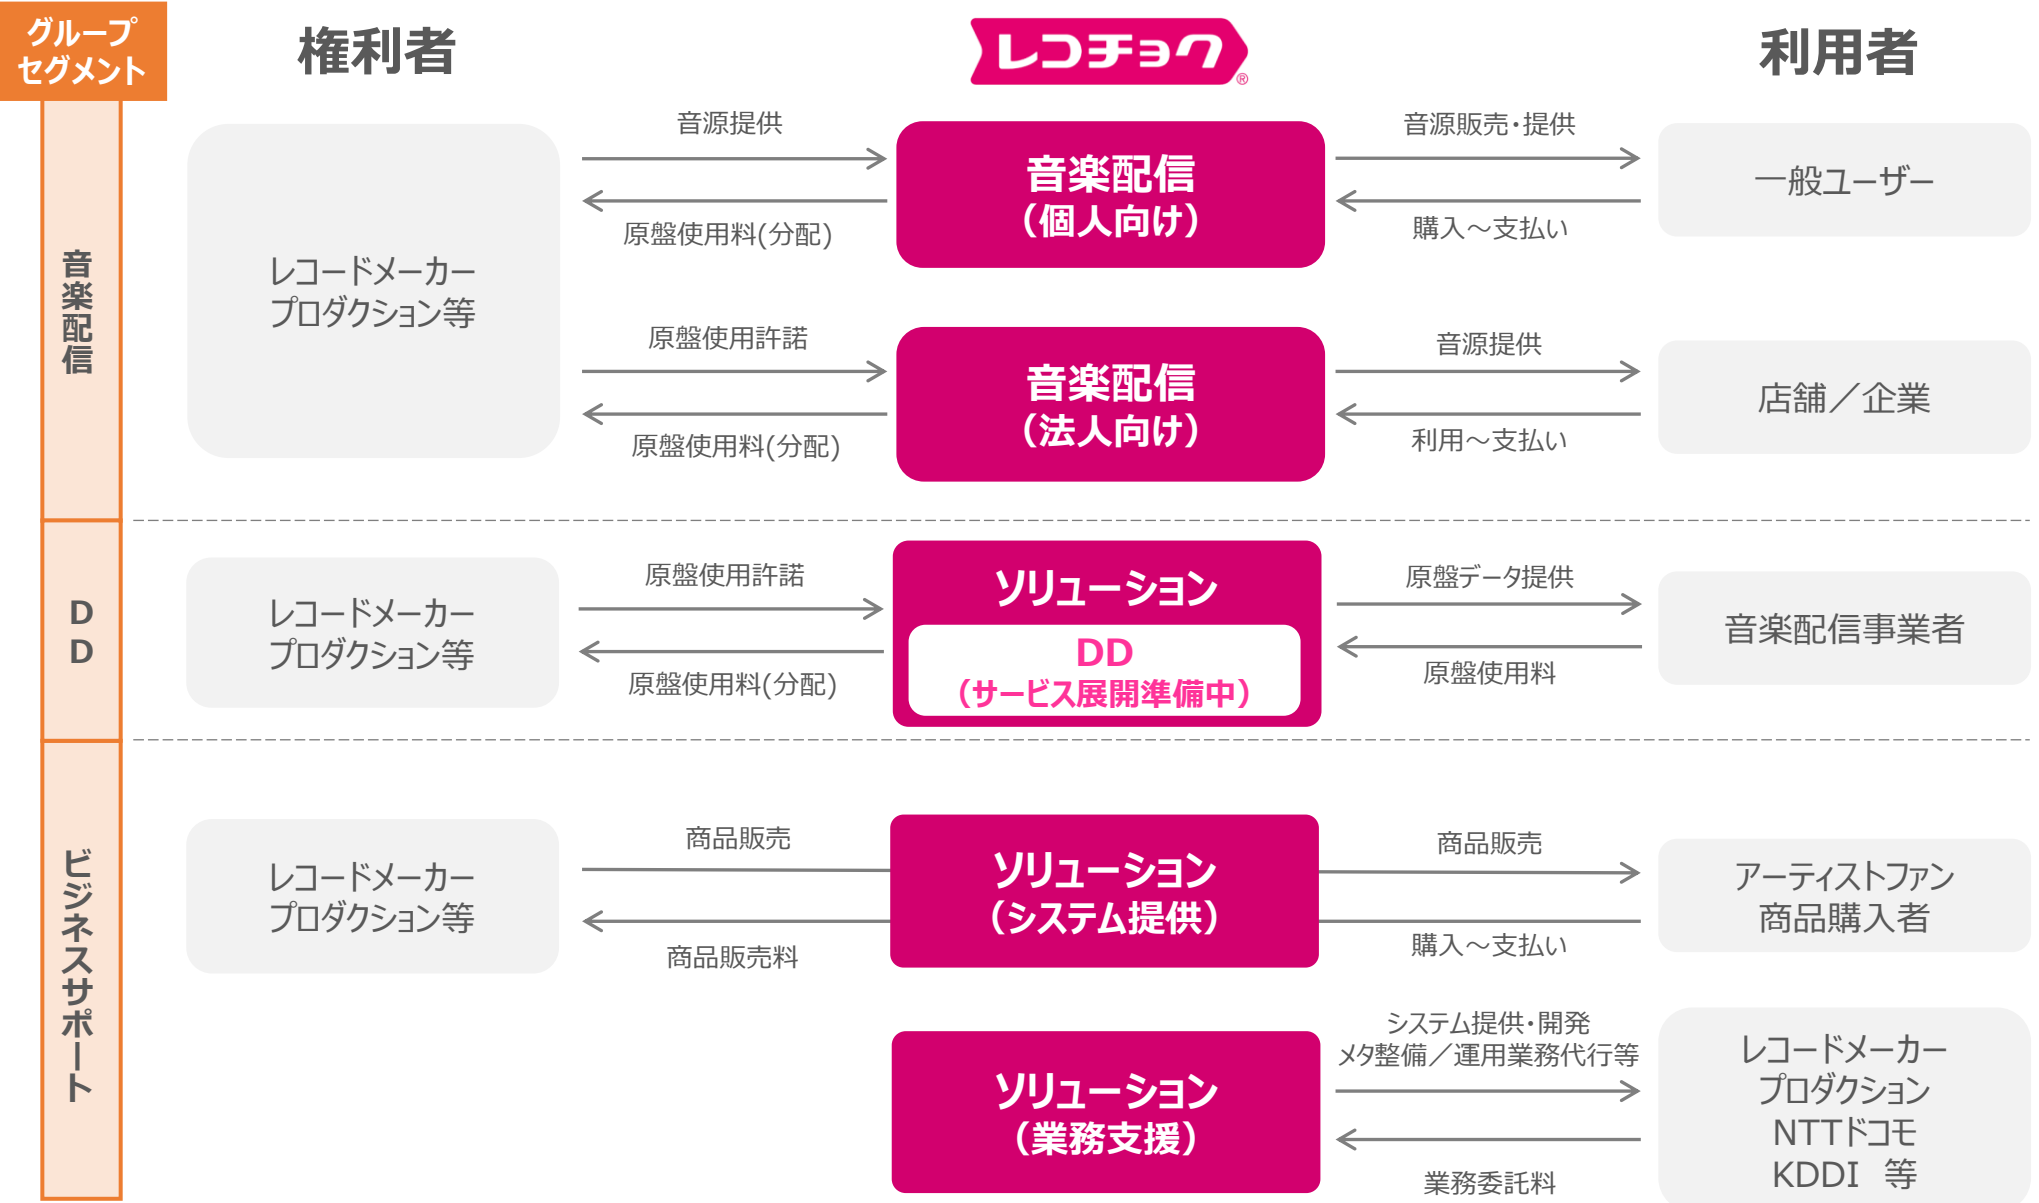 グループ
セグメント
権利者
レコチョク®
利用者
音楽配信
レコードメーカー
プロダクション等
音源提供
原盤使用料(分配)
音楽配信
（個人向け）
音源販売・提供
購入～支払い
一般ユーザー
原盤使用許諾
原盤使用料(分配)
音楽配信
（法人向け）
音源提供
利用～支払い
店舗／企業
DD
レコードメーカー
プロダクション等
原盤使用許諾
原盤使用料(分配)
ソリューション
DD
（サービス展開準備中）
原盤データ提供
原盤使用料
音楽配信事業者
ビジネスサポート
レコードメーカー
プロダクション等
商品販売
商品販売料
ソリューション
（システム提供）
商品販売
購入～支払い
アーティストファン
商品購入者
ソリューション
（業務支援）
システム提供・開発
メタ整備／運用業務代行等
業務委託料
レコードメーカー
プロダクション
NTTドコモ
KDDI　等